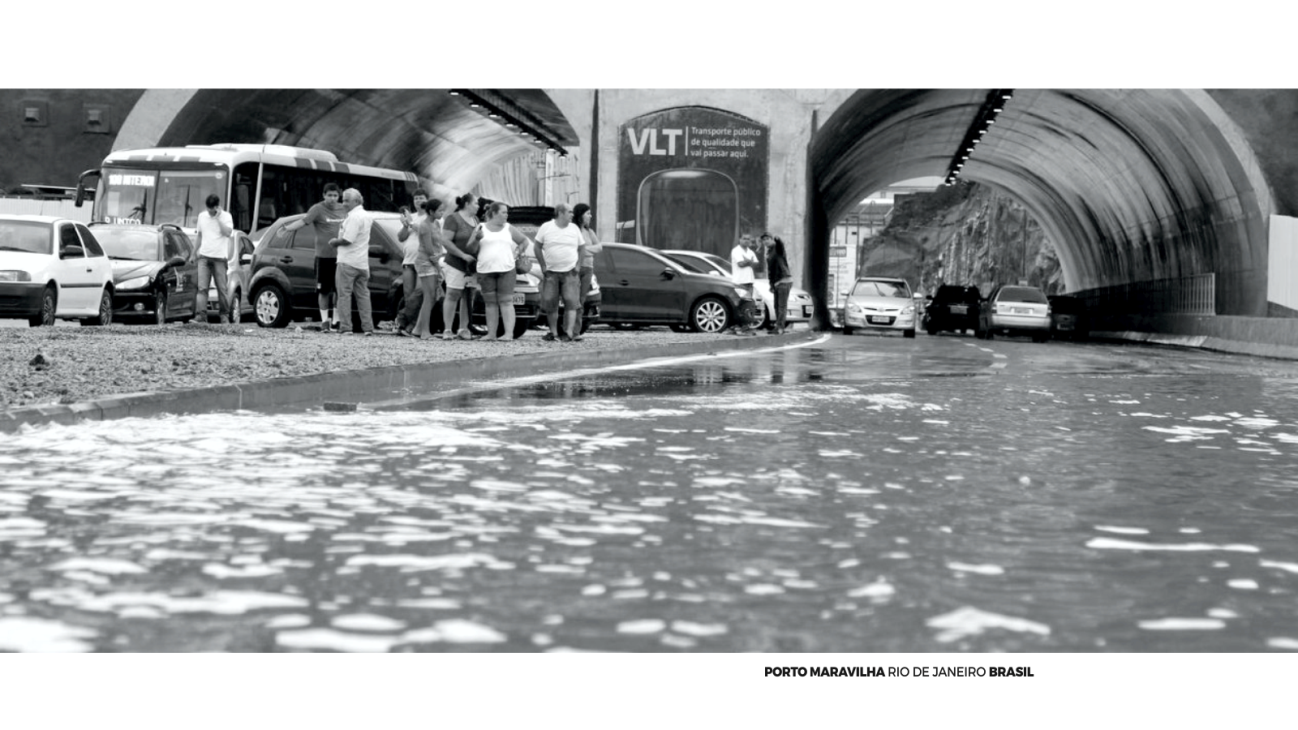 VLT
Transporte público
de qualidade que
vai passar aqui.
PORTO MARAVILHA RIO DE JANEIRO BRASIL